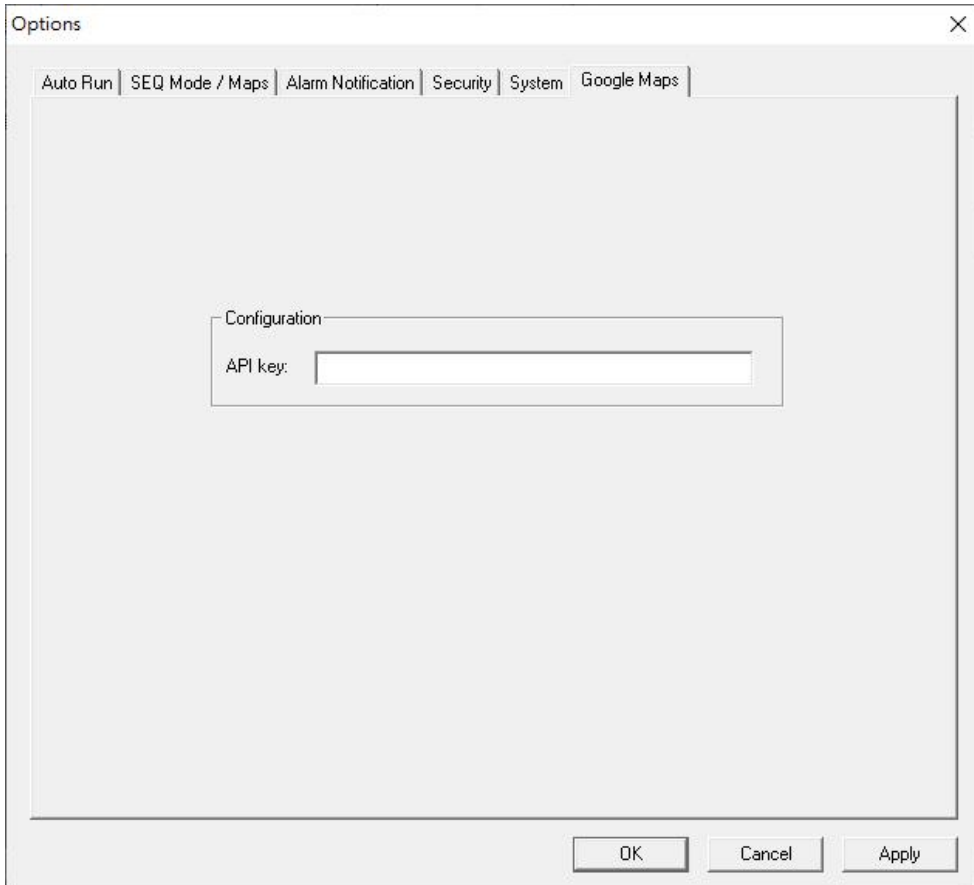 Options
Auto Run SEQ Mode / Maps Alarm Notification Security System Google Maps
Configuration
API key:
OK Cancel Apply